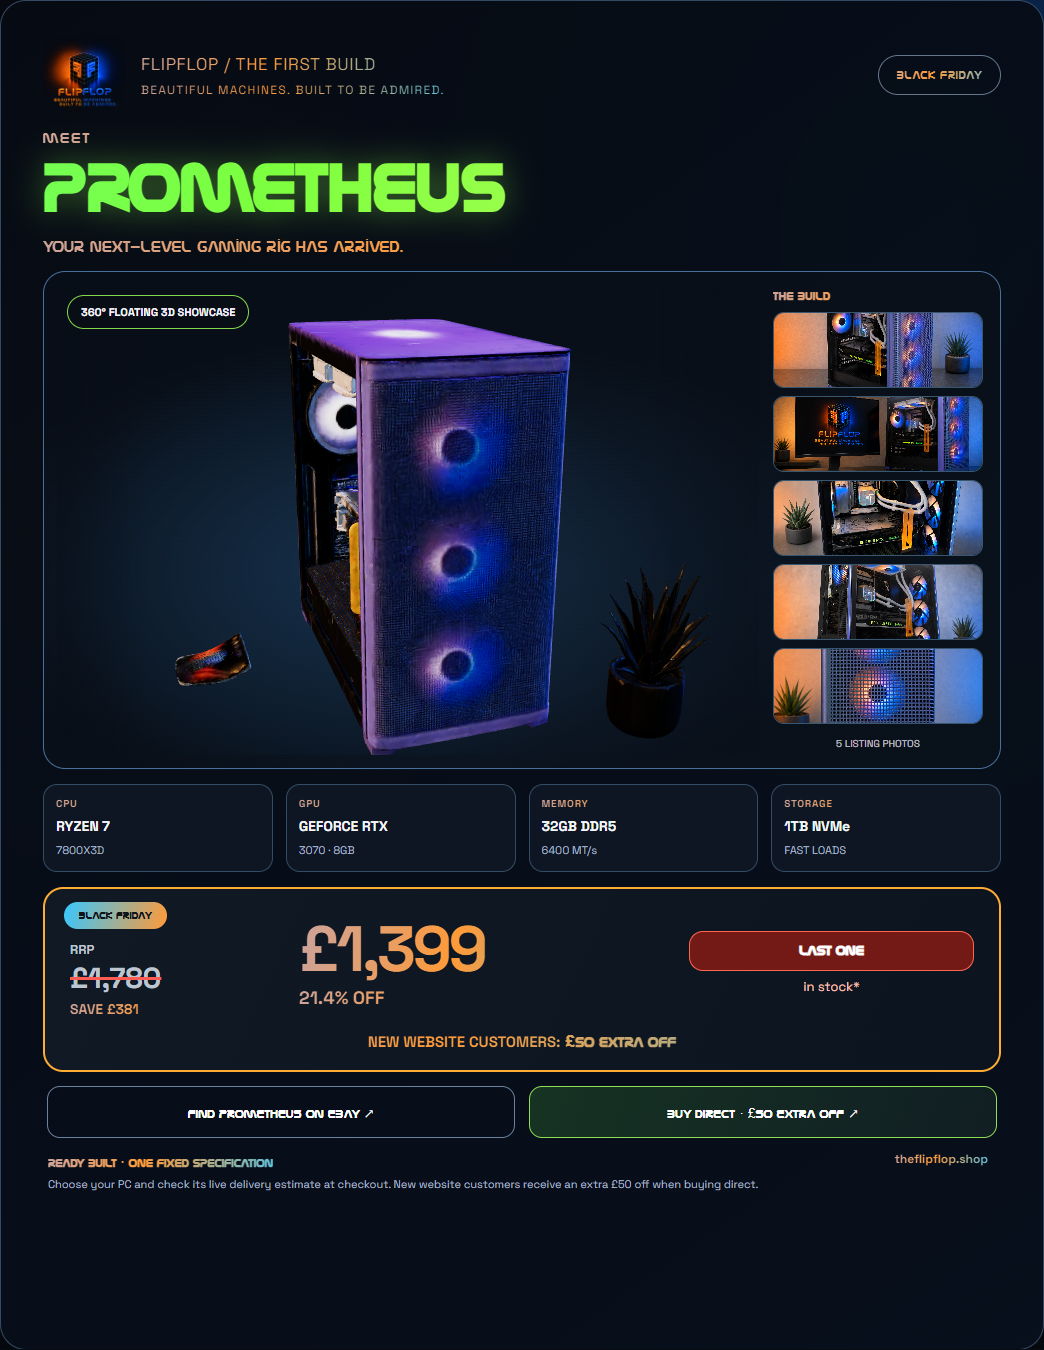 FLIPFLOP
FLIPFLOP / THE FIRST BUILD
BEAUTIFUL MACHINES. BUILT TO BE ADMIRED.
BLACK FRIDAY
MEET
PROMETHEUS
YOUR NEXT-LEVEL GAMING RIG HAS ARRIVED.
360° FLOATING 3D SHOWCASE
THE BUILD
FLIPFLOP
5 LISTING PHOTOS
CPU
RYZEN 7
7800X3D
GPU
GEFORCE RTX
3070 · 8GB
MEMORY
32GB DDR5
6400 MT/s
STORAGE
1TB NVMe
FAST LOADS
BLACK FRIDAY
RRP
£1,780
SAVE £381
£1,399
21.4% OFF
LAST ONE
in stock*
NEW WEBSITE CUSTOMERS: £50 EXTRA OFF
FIND PROMETHEUS ON EBAY ↗
BUY DIRECT · £50 EXTRA OFF ↗
READY BUILT · ONE FIXED SPECIFICATION
theflipflop.shop
Choose your PC and check its live delivery estimate at checkout. New website customers receive an extra £50 off when buying direct.